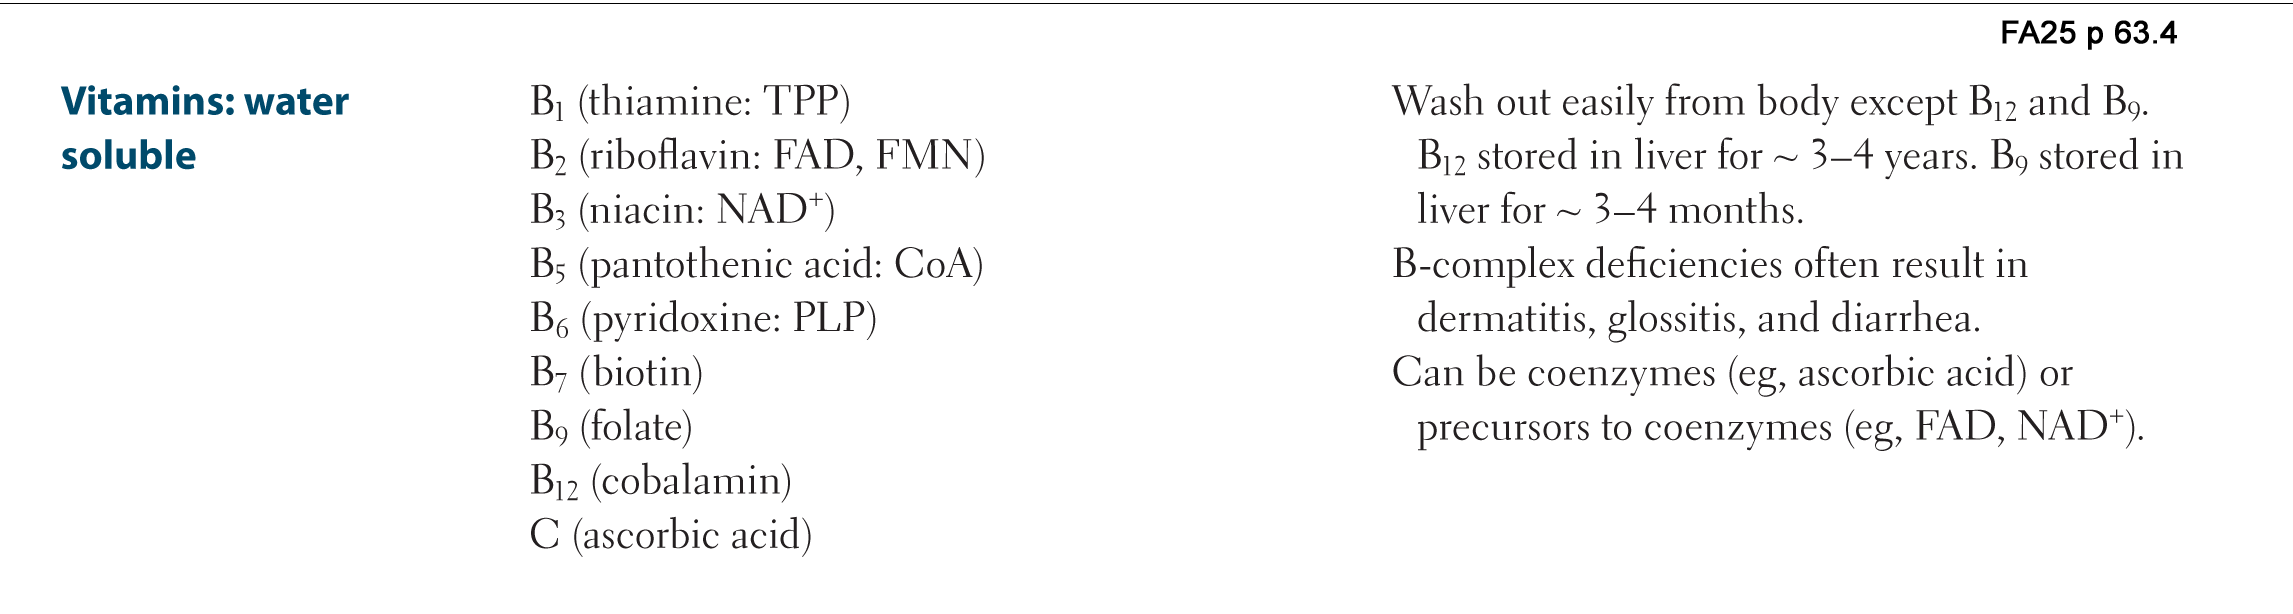 FA25 p 63.4
Vitamins: water
soluble
B₁ (thiamine: TPP)
B₂ (riboflavin: FAD, FMN)
B₃ (niacin: NAD⁺)
B₅ (pantothenic acid: CoA)
B₆ (pyridoxine: PLP)
B₇ (biotin)
B₉ (folate)
B₁₂ (cobalamin)
C (ascorbic acid)
Wash out easily from body except B₁₂ and B₉.
B₁₂ stored in liver for ~ 3–4 years. B₉ stored in
liver for ~ 3–4 months.
B-complex deficiencies often result in
dermatitis, glossitis, and diarrhea.
Can be coenzymes (eg, ascorbic acid) or
precursors to coenzymes (eg, FAD, NAD⁺).